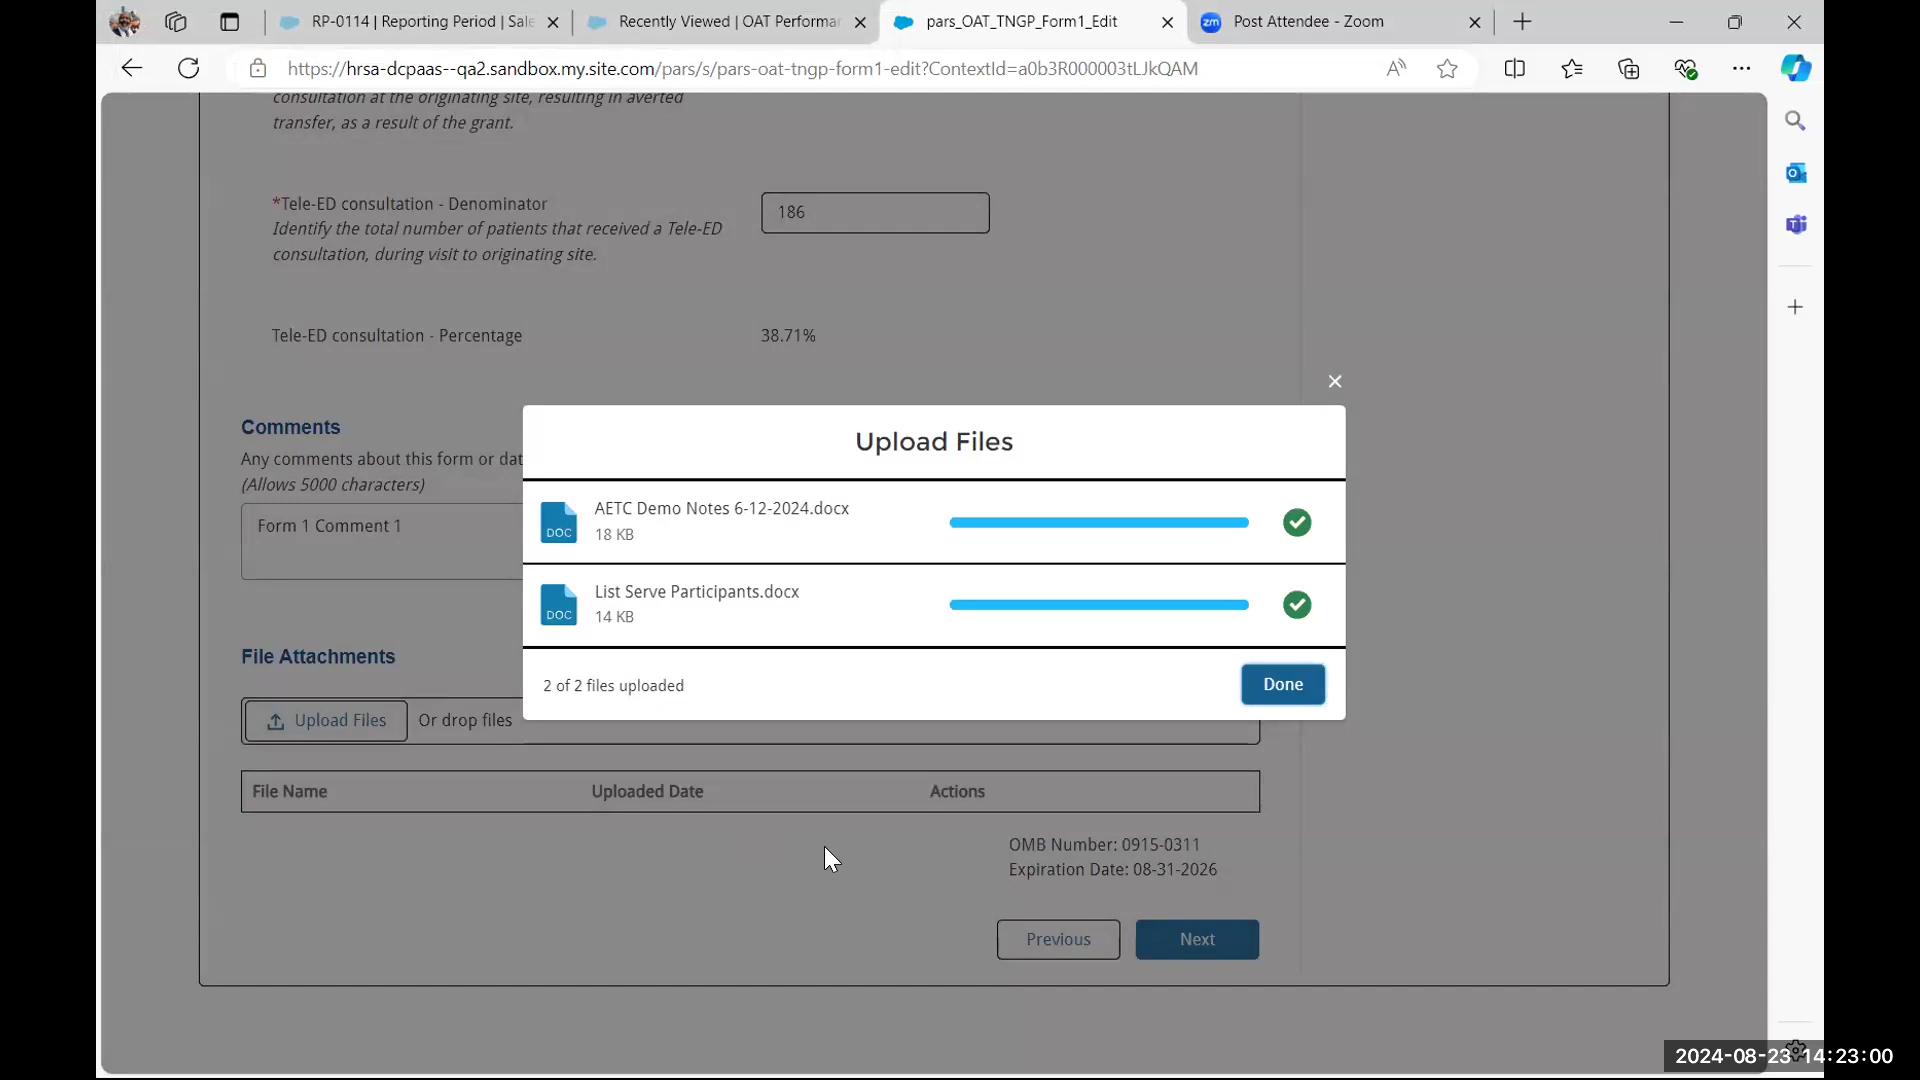 RP-0114 | Reporting Period | Sale
Recently Viewed | OAT Performa
pars_OAT_TNGP_Form1_Edit
zm
Post Attendee - Zoom
https://hrsa-dcpaas--qa2.sandbox.my.site.com/pars/s/pars-oat-tngp-form1-edit?ContextId=a0b3R000003tLJkQAM
consultation at the originating site, resulting in averted
transfer, as a result of the grant.
*Tele-ED consultation - Denominator
186
Identify the total number of patients that received a Tele-ED
consultation, during visit to originating site.
Tele-ED consultation - Percentage
38.71%
Comments
Any comments about this form or dat
(Allows 5000 characters)
Form 1 Comment 1
Upload Files
AETC Demo Notes 6-12-2024.docx
DOC
18 KB
List Serve Participants.docx
DOC
14 KB
2 of 2 files uploaded
Done
File Attachments
Upload Files
Or drop files
File Name
Uploaded Date
Actions
OMB Number: 0915-0311
Expiration Date: 08-31-2026
Previous
Next
2024-08-23 14:23:00